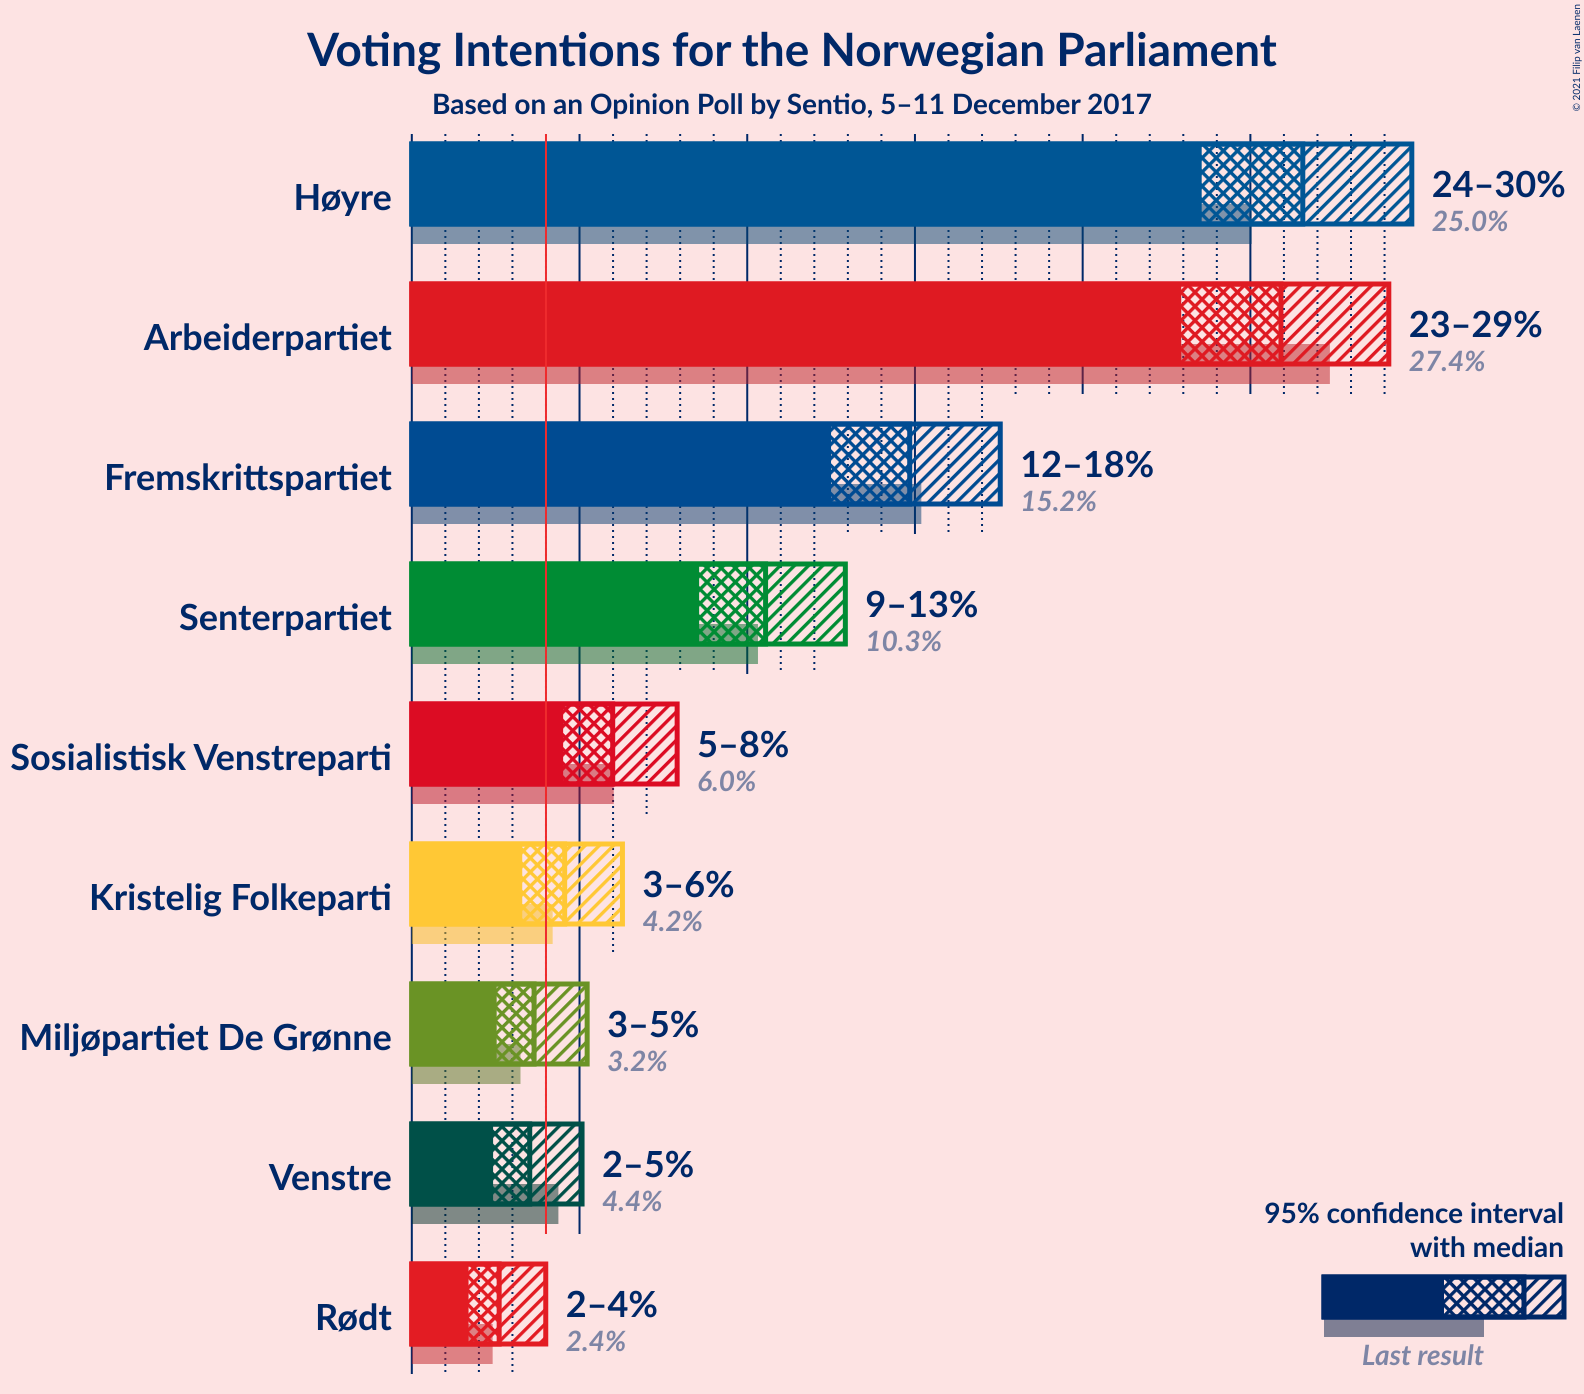 Voting Intentions for the Norwegian Parliament
Based on an Opinion Poll by Sentio, 5–11 December 2017
© 2021 Filip van Laenen
Høyre
24–30%
25.0%
Arbeiderpartiet
23–29%
27.4%
Fremskrittspartiet
12–18%
15.2%
Senterpartiet
9–13%
10.3%
Sosialistisk Venstreparti
5–8%
6.0%
Kristelig Folkeparti
3–6%
4.2%
Miljøpartiet De Grønne
3–5%
3.2%
Venstre
2–5%
4.4%
Rødt
2–4%
2.4%
95% confidence interval
with median
Last result